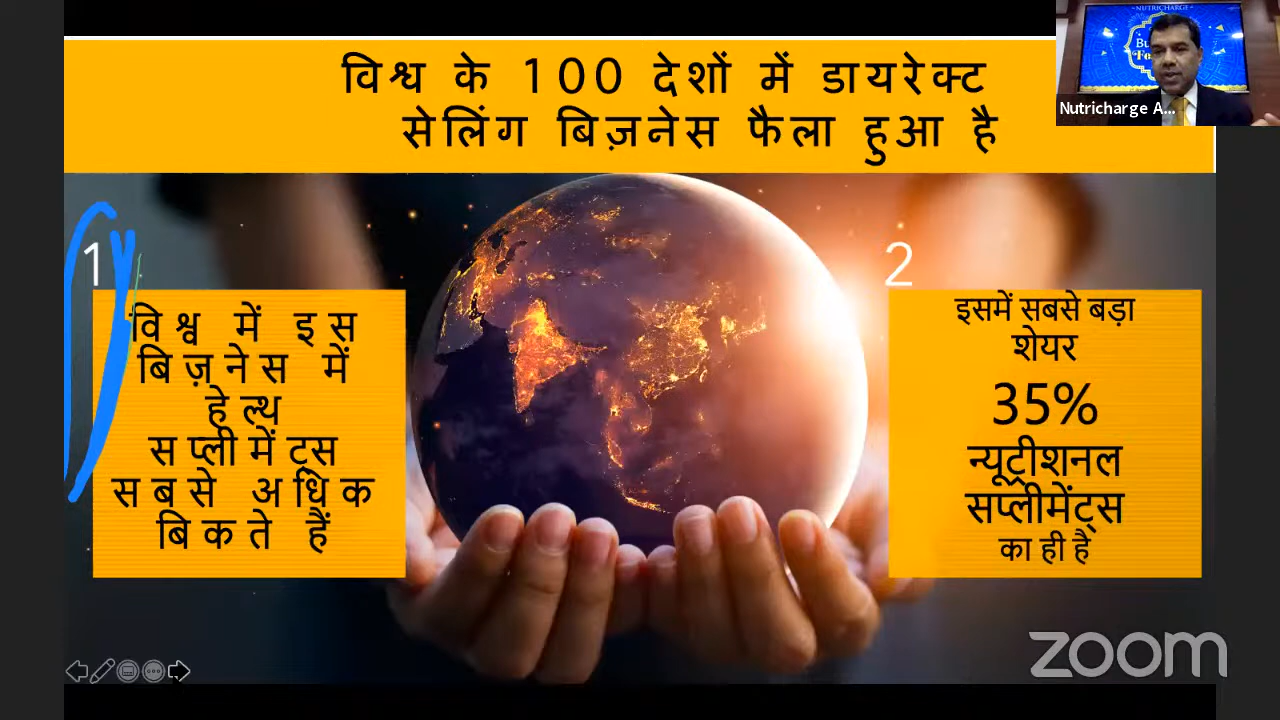 विश्व के 100 देशों में डायरेक्ट
सेलिंग बिज़नेस फैला हुआ है
NUTRICHARGE
Nutricharge A...
1
विश्व में इस
बिज़नेस में
हेल्थ
सप्लीमेंट्स
सबसे अधिक
बिकते हैं
2
इसमें सबसे बड़ा
शेयर
35%
न्यूट्रीशनल
सप्लीमेंट्स
का ही है
zoom